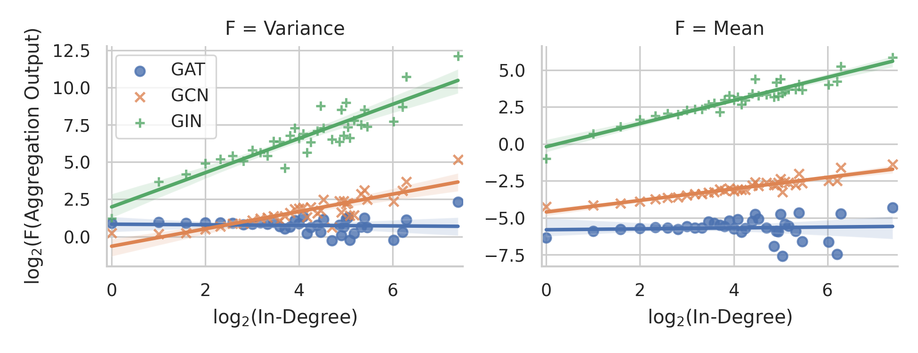 F = Variance
F = Mean
log₂(F(Aggregation Output)
12.5
10.0
7.5
5.0
2.5
0.0
GAT
GCN
GIN
0
2
4
6
log₂(In-Degree)
5.0
2.5
0.0
−2.5
−5.0
−7.5
0
2
4
6
log₂(In-Degree)